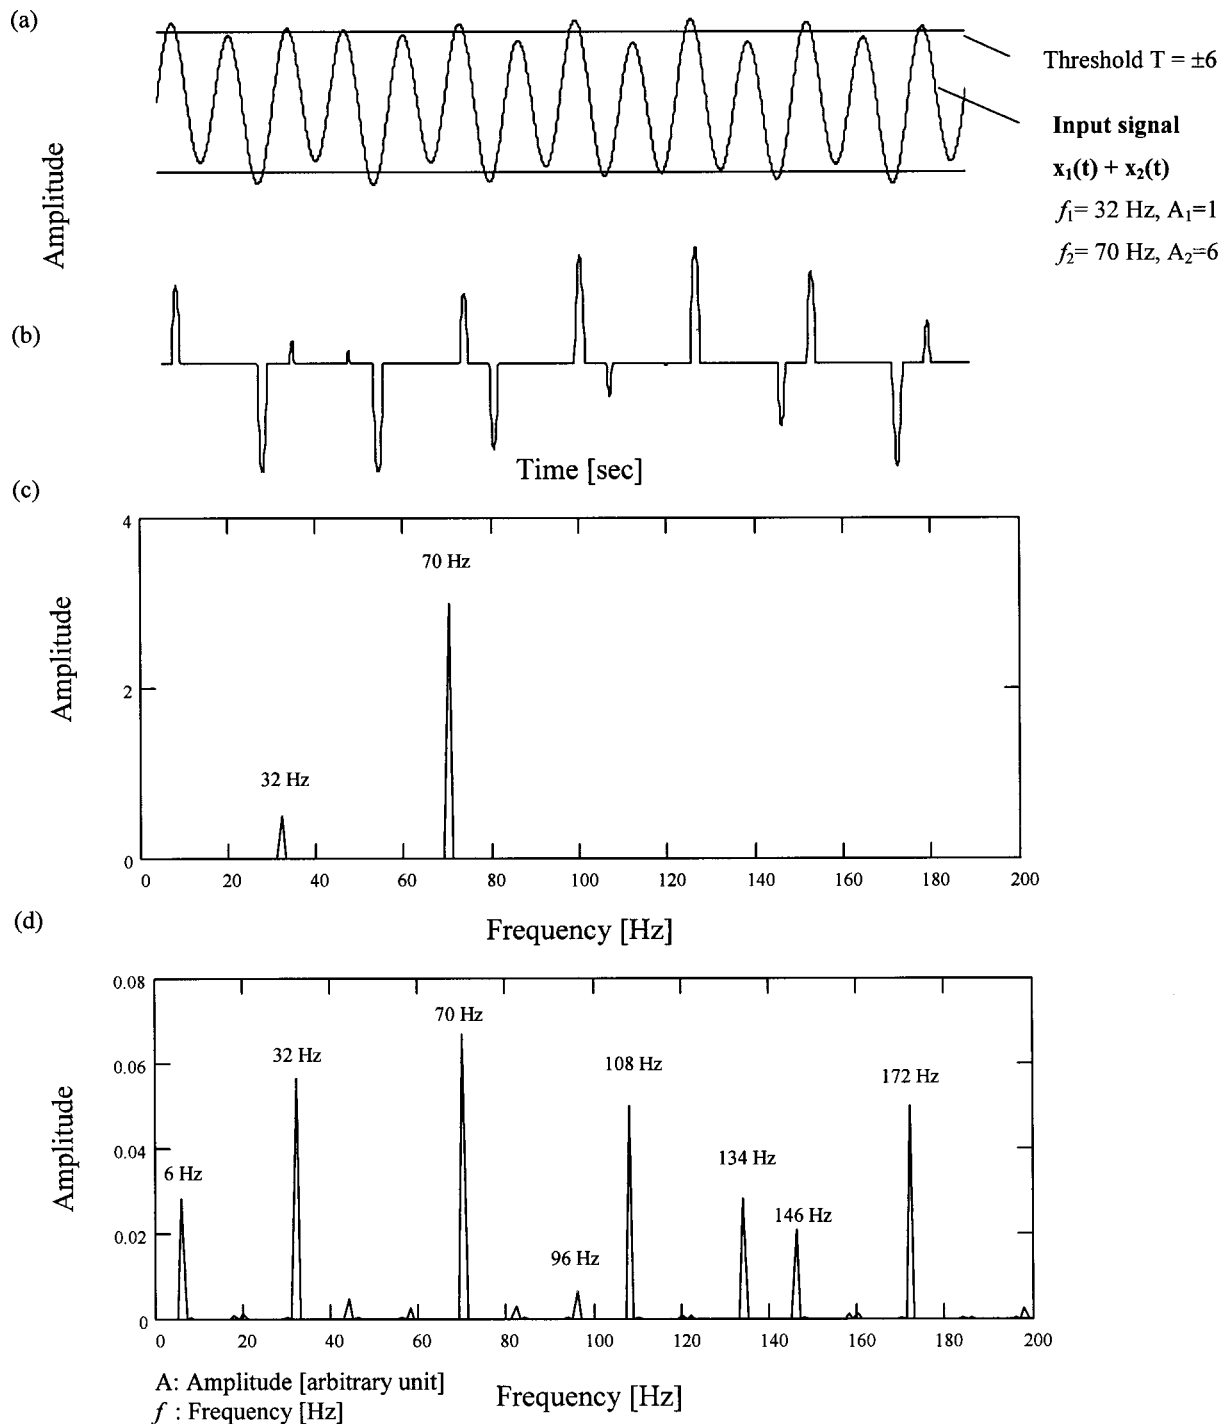 (a)
Threshold T = ±6
Input signal
x₁(t) + x₂(t)
f₁= 32 Hz, A₁=1
f₂= 70 Hz, A₂=6
Amplitude
(b)
Time [sec]
(c)
4
2
0
Amplitude
70 Hz
32 Hz
0 20 40 60 80 100 120 140 160 180 200
Frequency [Hz]
(d)
0.08
0.06
0.04
0.02
0
Amplitude
6 Hz
32 Hz
70 Hz
96 Hz
108 Hz
134 Hz
146 Hz
172 Hz
0 20 40 60 80 100 120 140 160 180 200
A: Amplitude [arbitrary unit]
Frequency [Hz]
f : Frequency [Hz]